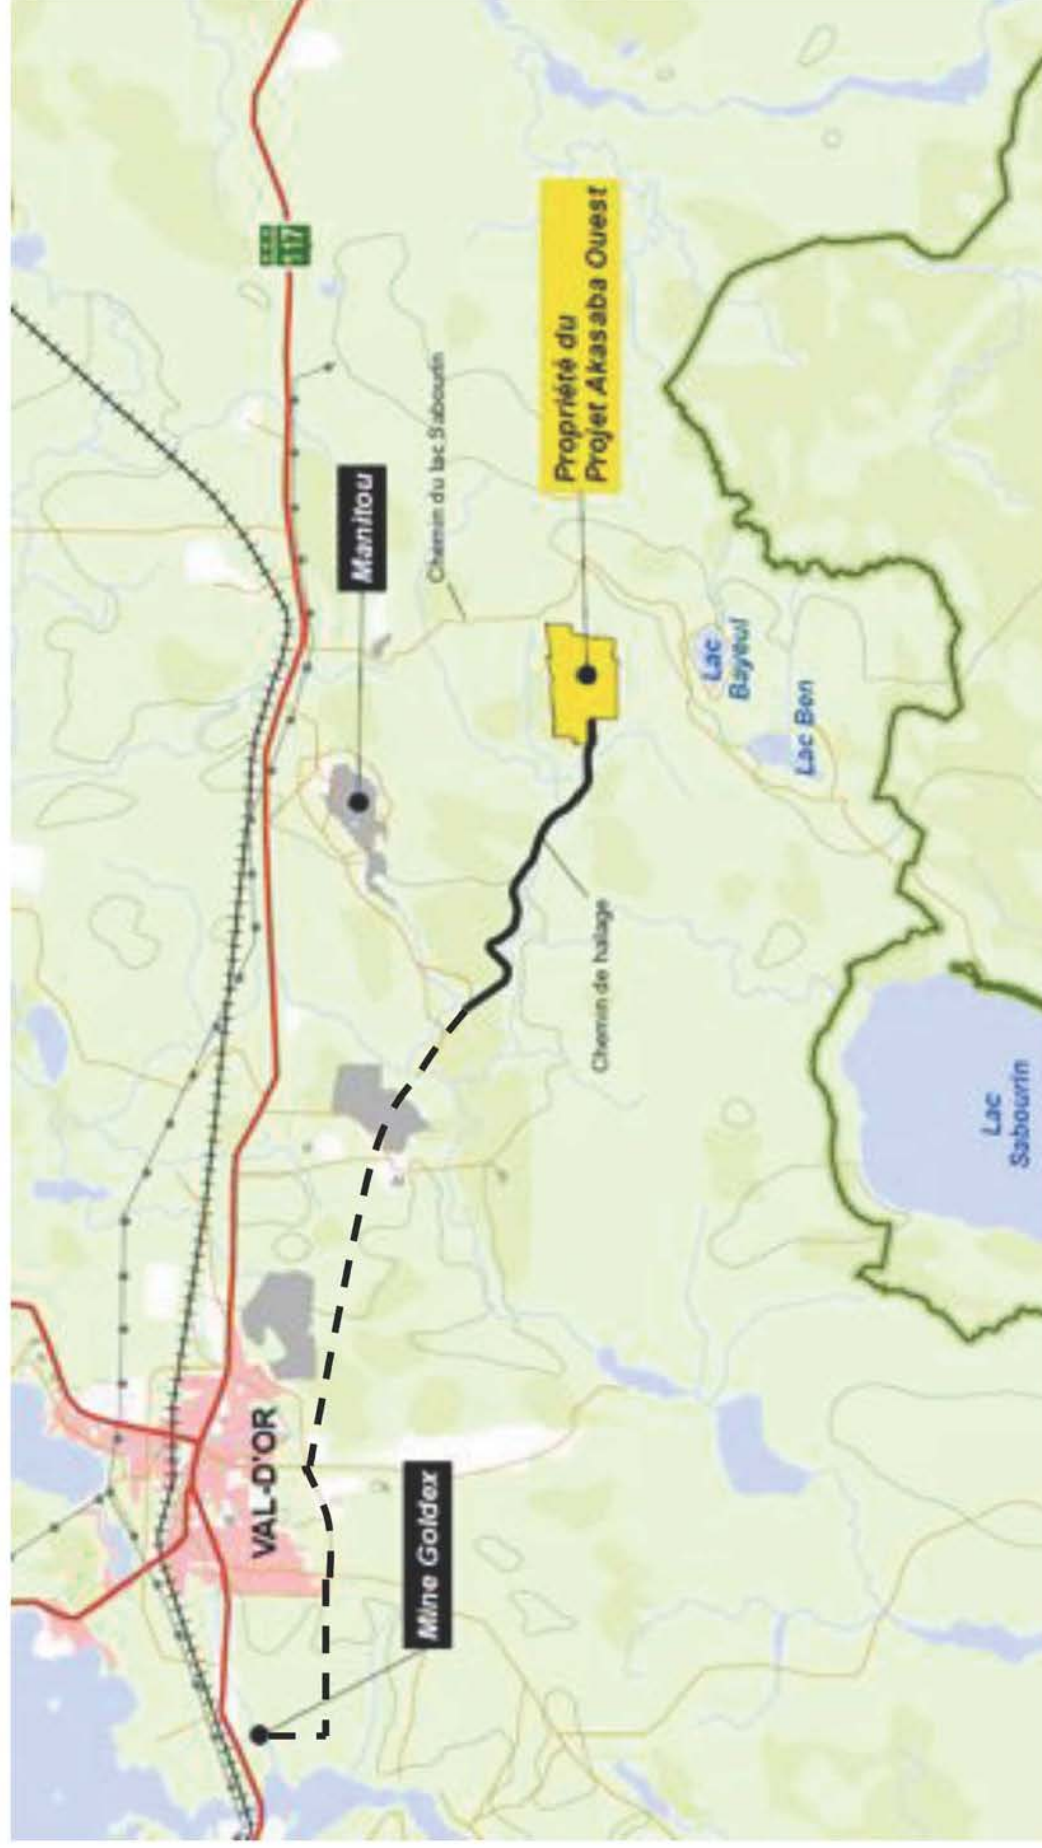 VAL-D'OR
Mine Goldex
Manitou
117
Chemin du lac Sabourin
Propriété du
Projet Akasaba Ouest
Chemin de halage
Lac
Bayeul
Lac Ben
Lac
Sabourin